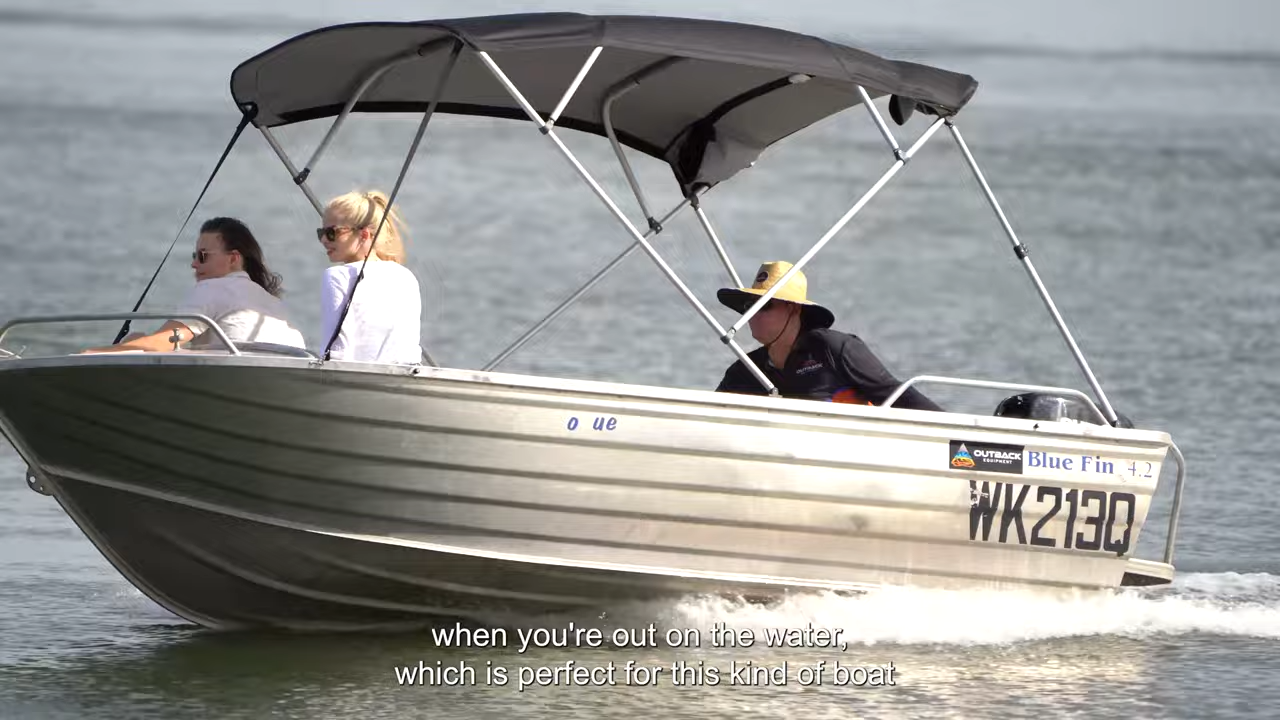 o ue
OUTBACK
OUTBACK
EQUIPMENT
Blue Fin 4.2
WK213Q
when you're out on the water,
which is perfect for this kind of boat